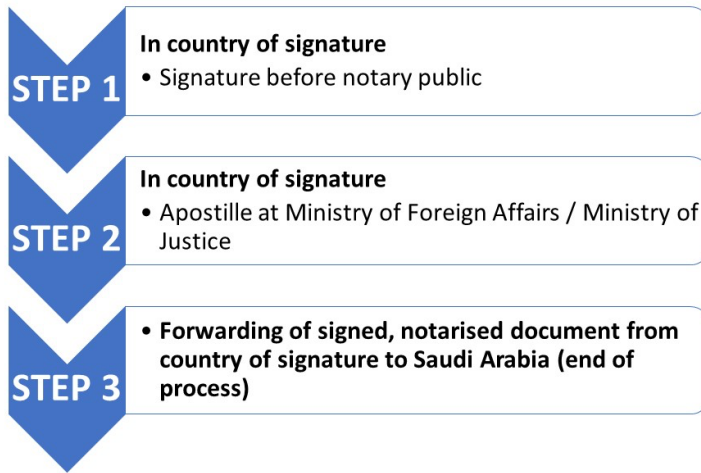 STEP 1
In country of signature
• Signature before notary public
STEP 2
In country of signature
• Apostille at Ministry of Foreign Affairs / Ministry of
Justice
STEP 3
• Forwarding of signed, notarised document from
country of signature to Saudi Arabia (end of
process)